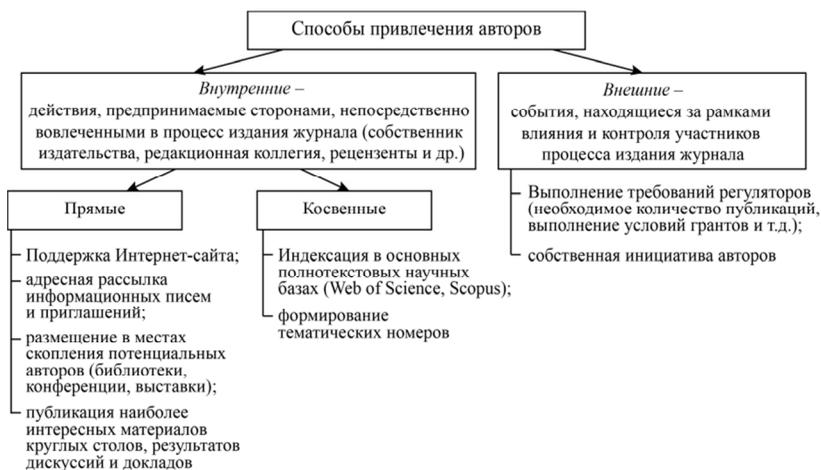 Способы привлечения авторов
Внутренние –
действия, предпринимаемые сторонами, непосредственно
вовлеченными в процесс издания журнала (собственник
издательства, редакционная коллегия, рецензенты и др.)
Внешние –
события, находящиеся за рамками
влияния и контроля участников
процесса издания журнала
Прямые
Поддержка Интернет-сайта;
адресная рассылка
информационных писем
и приглашений;
размещение в местах
скопления потенциальных
авторов (библиотеки,
конференции, выставки);
публикация наиболее
интересных материалов
круглых столов, результатов
дискуссий и докладов
Косвенные
Индексация в основных
полнотекстовых научных
базах (Web of Science, Scopus);
формирование
тематических номеров
Выполнение требований регуляторов
(необходимое количество публикаций,
выполнение условий грантов и т.д.);
собственная инициатива авторов